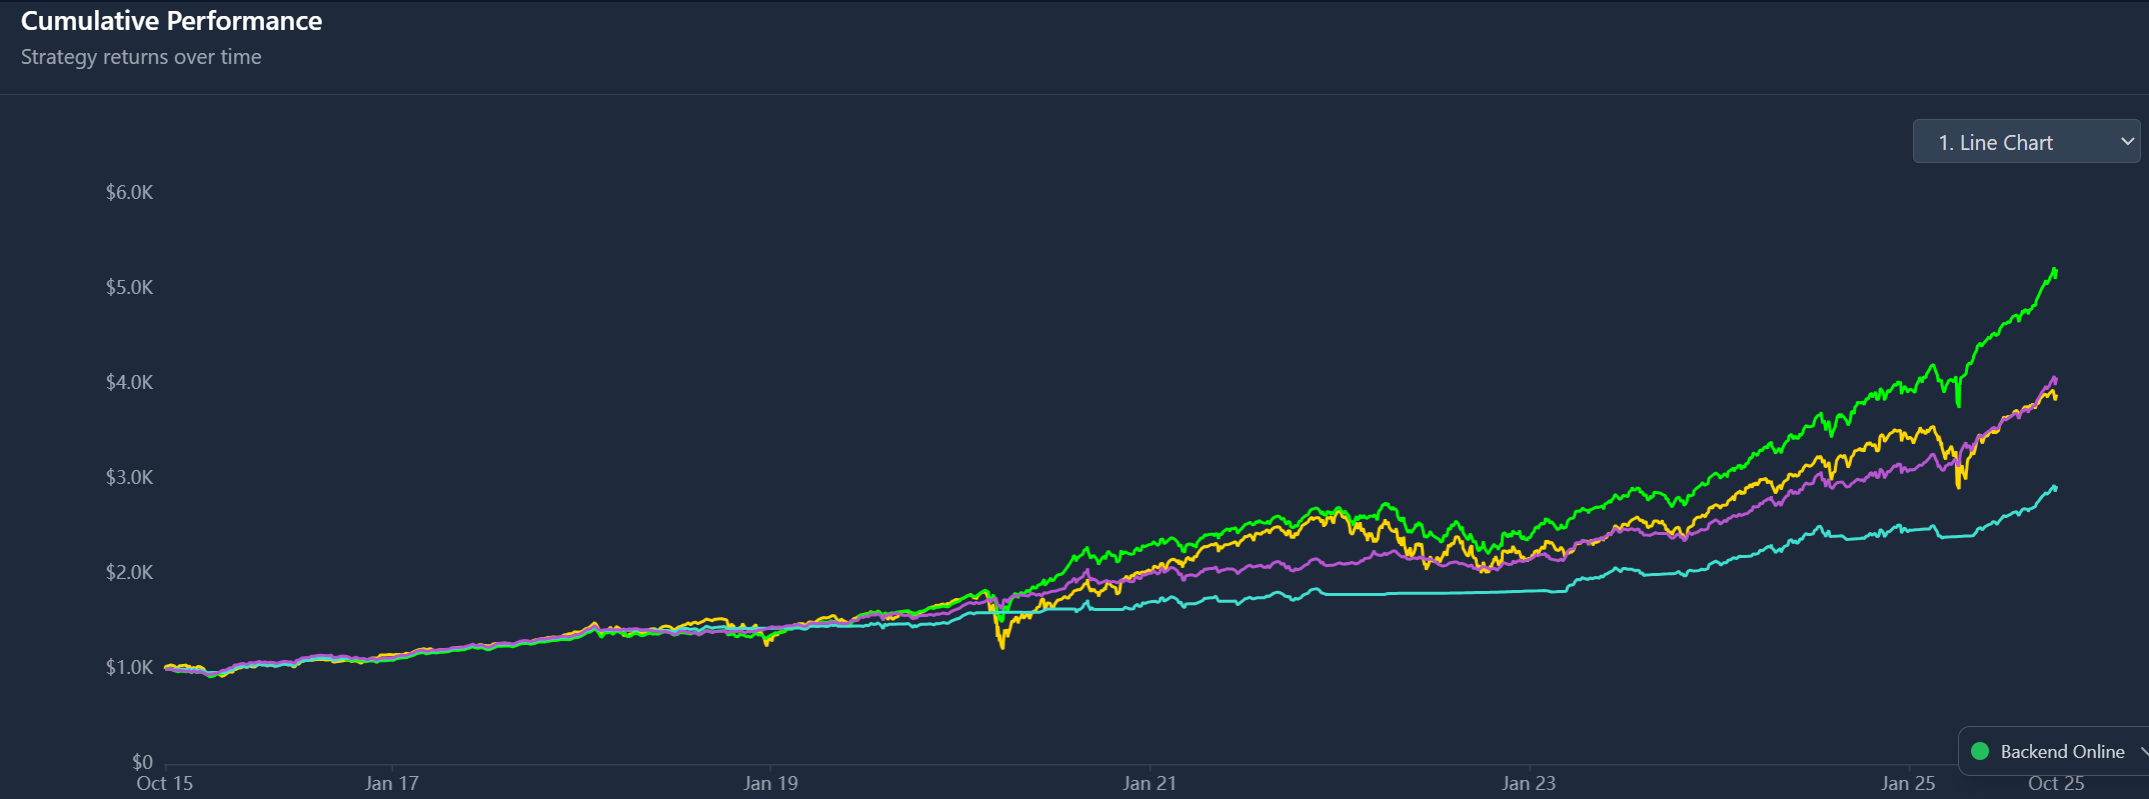 Cumulative Performance
Strategy returns over time
1. Line Chart
$6.0K
$5.0K
$4.0K
$3.0K
$2.0K
$1.0K
$0
Backend Online
Oct 15
Jan 17
Jan 19
Jan 21
Jan 23
Jan 25
Oct 25